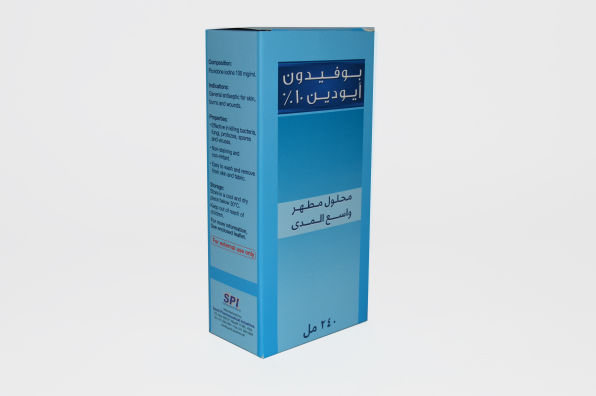 بوفيدون
أيودين ١٠٪
محلول مطهر
واسع المدى
٢٤٠ مل
Composition:
Povidone-iodine 100 mg/ml.
Indications:
General antiseptic for skin,
burns and wounds.
Properties:
• Effective in killing bacteria,
fungi, protozoa, spores
and viruses.
• Non staining and
non-irritant.
• Easy to wash and remove
from skin and fabric.
Storage:
Store in a cool and dry
place below 30°C.
Keep out of reach of
children.
For more information,
See enclosed leaflet.
For external use only
SPI